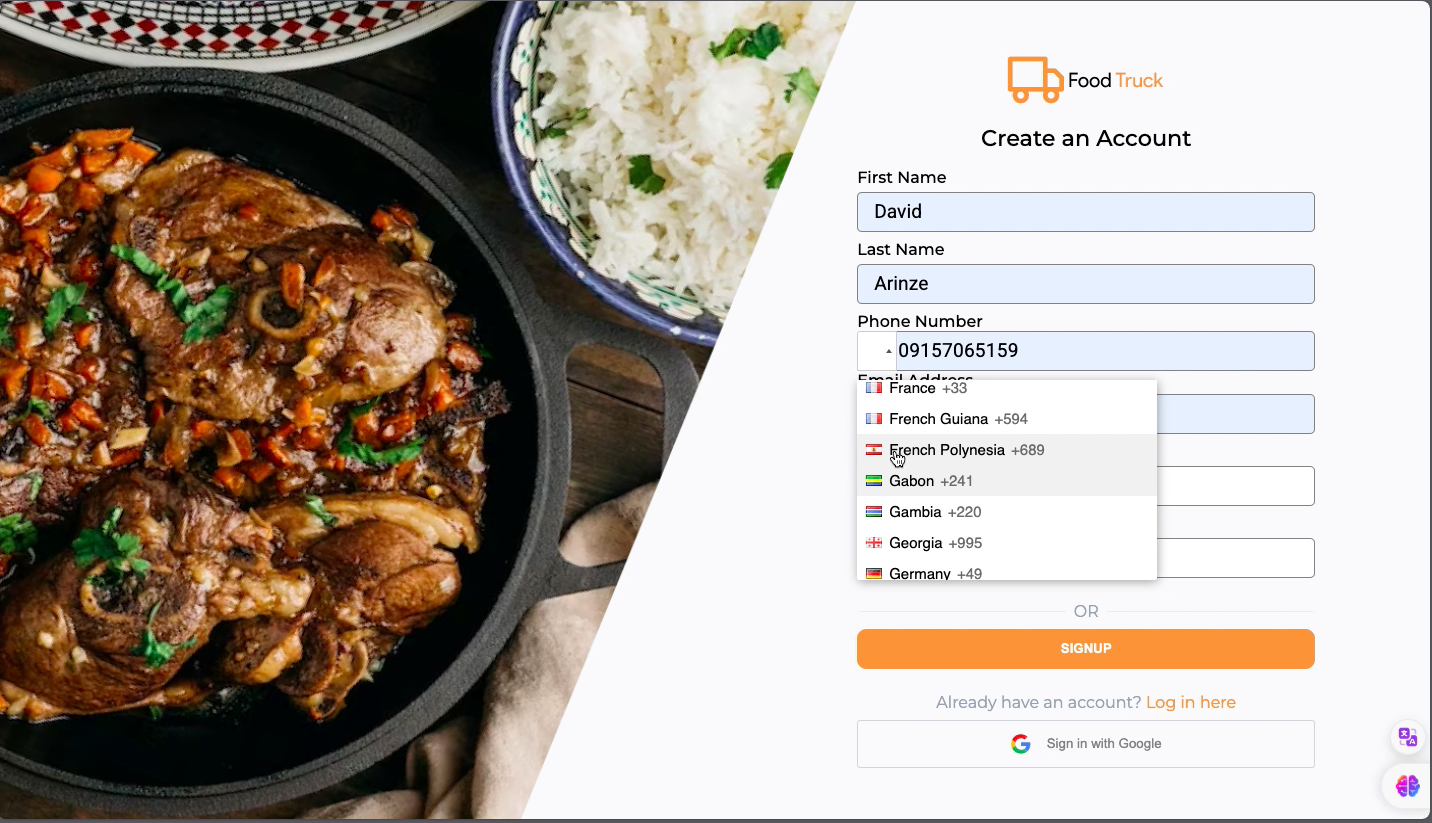 Food Truck
Create an Account
First Name
David
Last Name
Arinze
Phone Number
09157065159
Email Address
France +33
French Guiana +594
French Polynesia +689
Gabon +241
Gambia +220
Georgia +995
Germany +49
OR
SIGNUP
Already have an account? Log in here
Sign in with Google